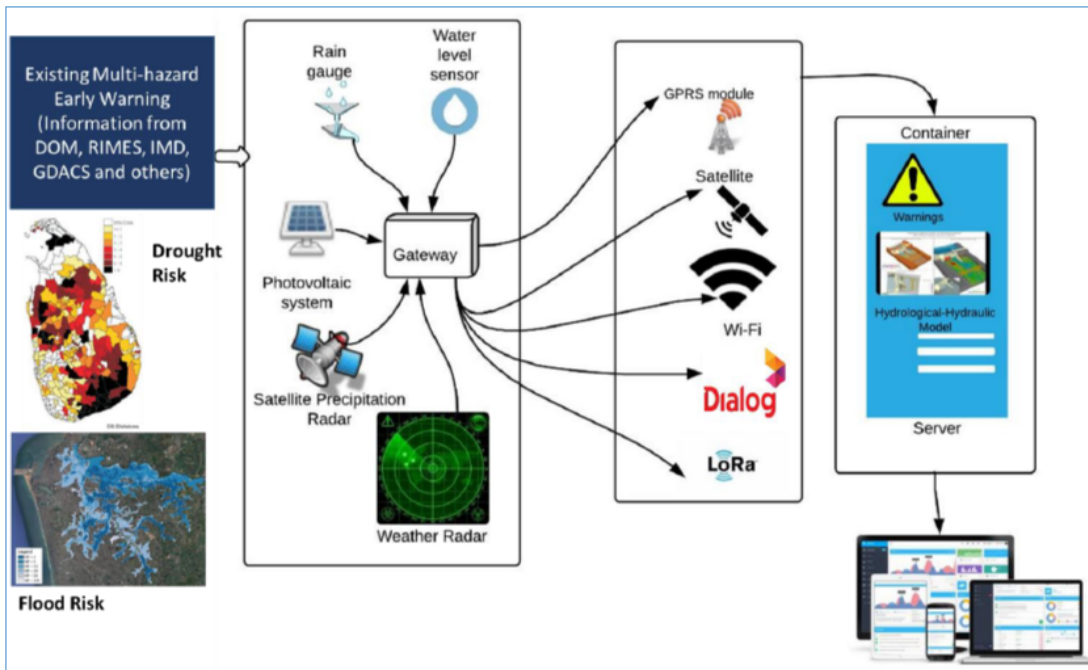 Existing Multi-hazard
Early Warning
(Information from
DOM, RIMES, IMD,
GDACS and others)
Drought
Risk
Flood Risk
Rain
gauge
Water
level
sensor
Gateway
Photovoltaic
system
Satellite Precipitation
Radar
Weather Radar
GPRS module
Satellite
Wi-Fi
Dialog
LoRa
Container
Warnings
Hydrological-Hydraulic
Model
Server